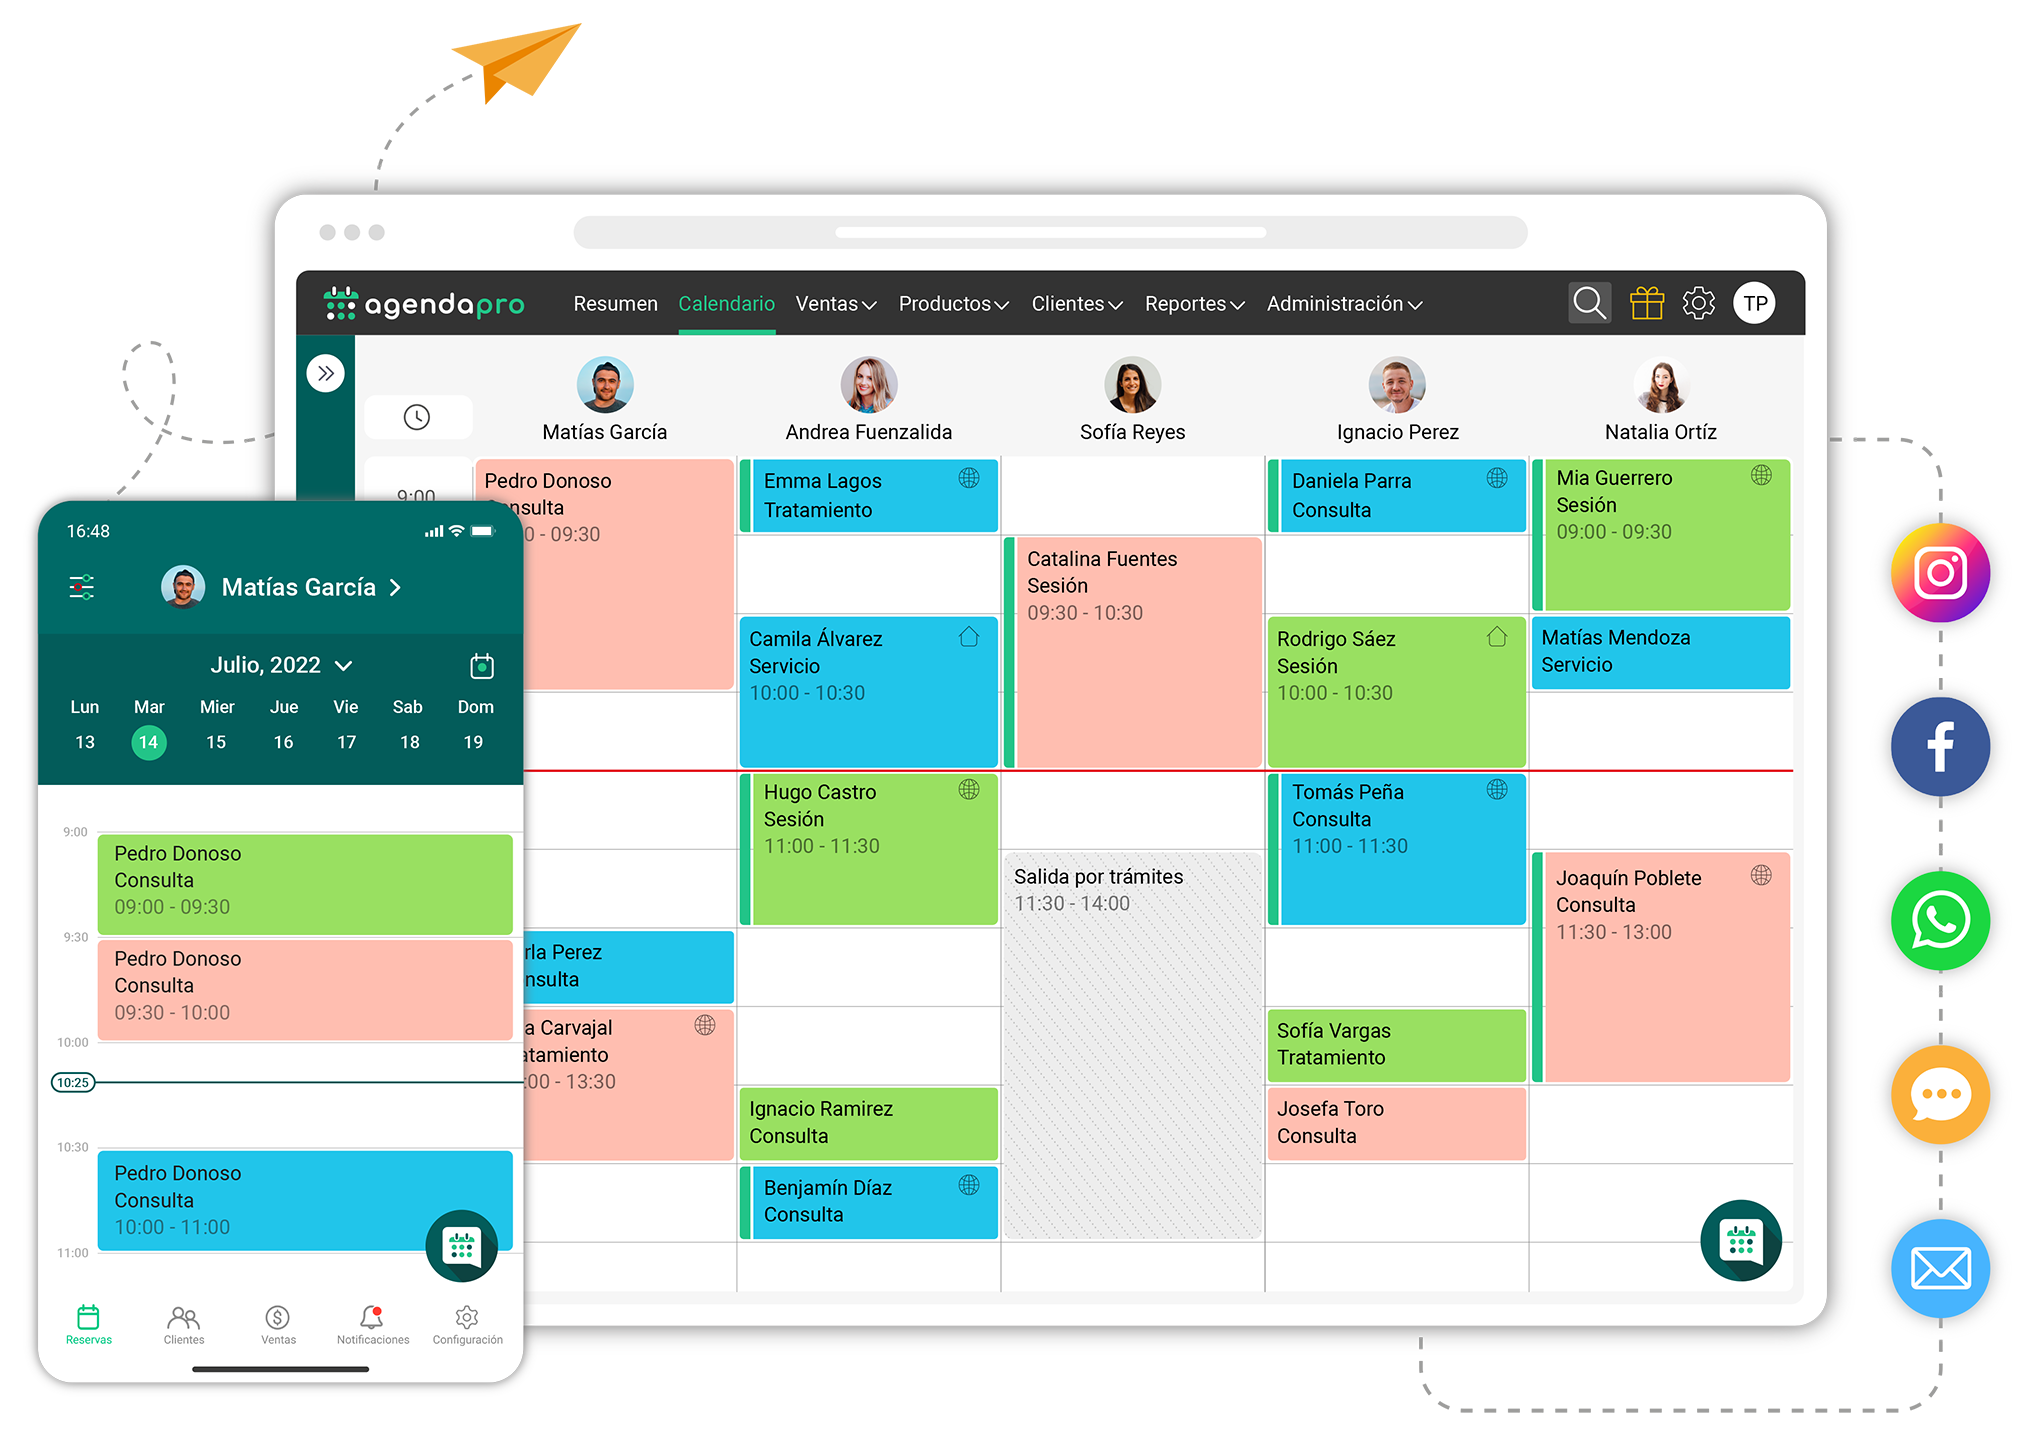 agendapro
Resumen
Calendario
Ventas
Productos
Clientes
Reportes
Administración
TP
Matías García
Andrea Fuenzalida
Sofía Reyes
Ignacio Perez
Natalia Ortíz
9:00
Pedro Donoso
09:30
Emma Lagos
Tratamiento
Daniela Parra
Consulta
Mia Guerrero
Sesión
09:00 - 09:30
Catalina Fuentes
Sesión
09:30 - 10:30
Camila Álvarez
Servicio
10:00 - 10:30
Rodrigo Sáez
Sesión
10:00 - 10:30
Matías Mendoza
Servicio
Hugo Castro
Sesión
11:00 - 11:30
Tomás Peña
Consulta
11:00 - 11:30
Salida por trámites
11:30 - 14:00
Joaquín Poblete
Consulta
11:30 - 13:00
Perez
Carvajal
- 13:30
Sofía Vargas
Tratamiento
Ignacio Ramirez
Consulta
Josefa Toro
Consulta
Benjamín Díaz
Consulta
16:48
Matías García
Julio, 2022
Lun Mar Mier Jue Vie Sab Dom
13 14 15 16 17 18 19
9:00
Pedro Donoso
Consulta
09:00 - 09:30
9:30
Pedro Donoso
Consulta
09:30 - 10:00
10:00
10:25
10:30
Pedro Donoso
Consulta
10:00 - 11:00
11:00
Reservas
Clientes
Ventas
Notificaciones
Configuración